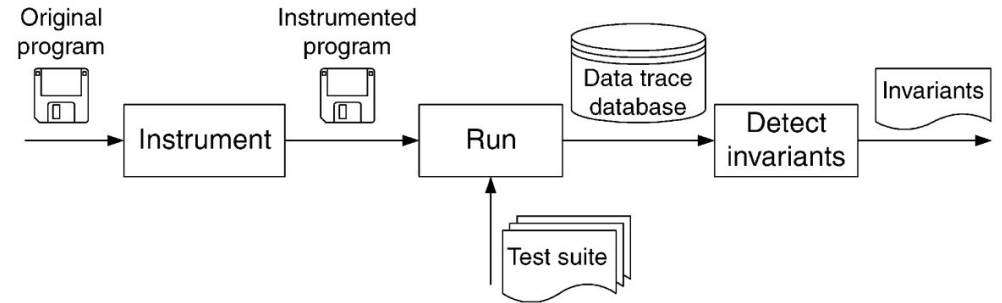 Original
program
Instrumented
program
Data trace
database
Invariants
Instrument
Run
Detect
invariants
Test suite